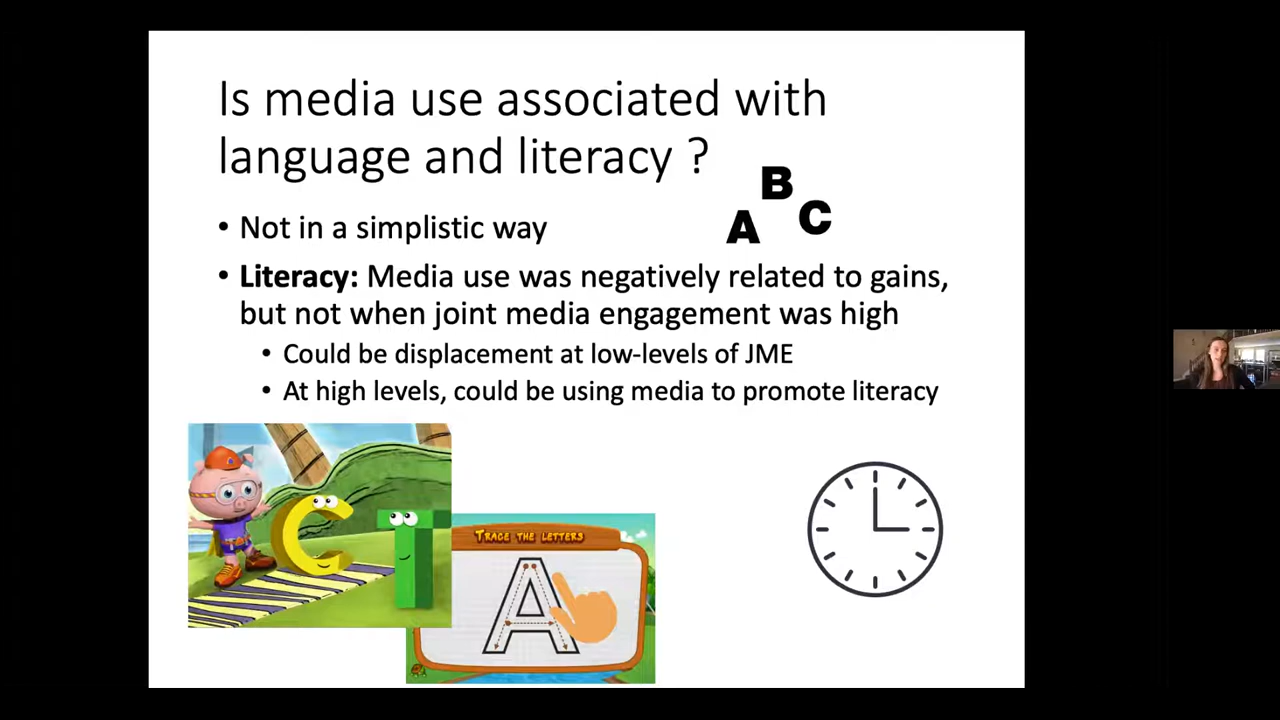 Is media use associated with
language and literacy ?
A B C
• Not in a simplistic way
• Literacy: Media use was negatively related to gains,
but not when joint media engagement was high
• Could be displacement at low-levels of JME
• At high levels, could be using media to promote literacy
C T
TRACE THE LETTERS
A